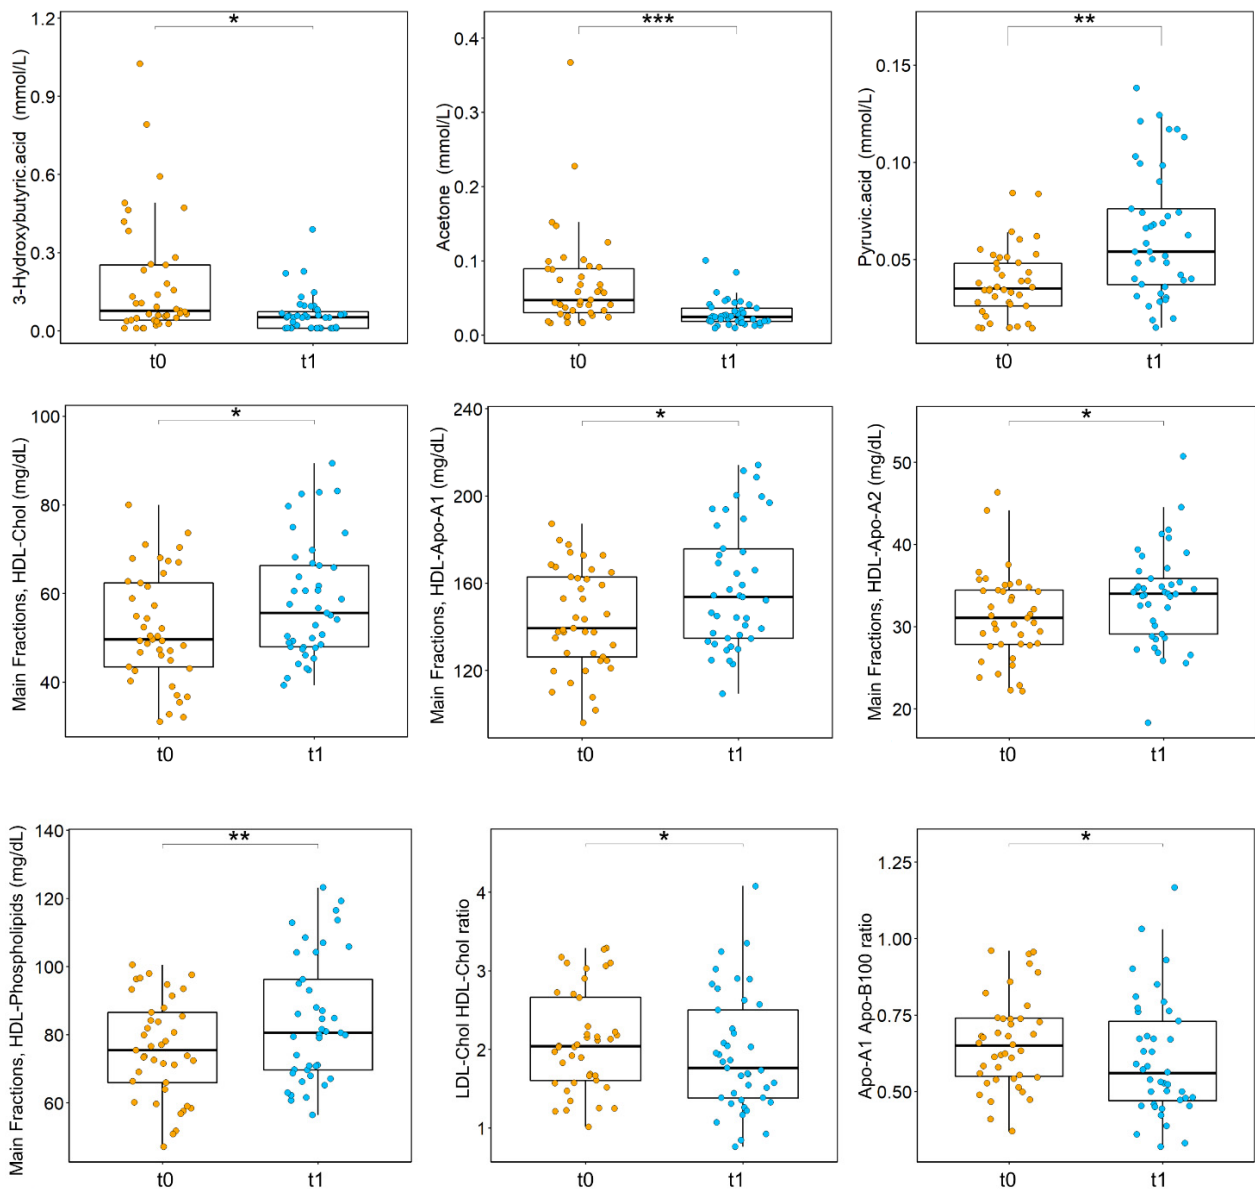 3-Hydroxybutyric.acid (mmol/L)
1.2
0.9
0.6
0.3
0.0
*
t0 t1
Acetone (mmol/L)
0.4
0.3
0.2
0.1
0.0
***
t0 t1
Pyruvic.acid (mmol/L)
0.15
0.10
0.05
**
t0 t1
Main Fractions, HDL-Chol (mg/dL)
100
80
60
40
*
t0 t1
Main Fractions, HDL-Apo-A1 (mg/dL)
240
200
160
120
*
t0 t1
Main Fractions, HDL-Apo-A2 (mg/dL)
50
40
30
20
*
t0 t1
Main Fractions, HDL-Phospholipids (mg/dL)
140
120
100
80
60
**
t0 t1
LDL-Chol HDL-Chol ratio
4
3
2
1
*
t0 t1
Apo-A1 Apo-B100 ratio
1.25
1.00
0.75
0.50
*
t0 t1